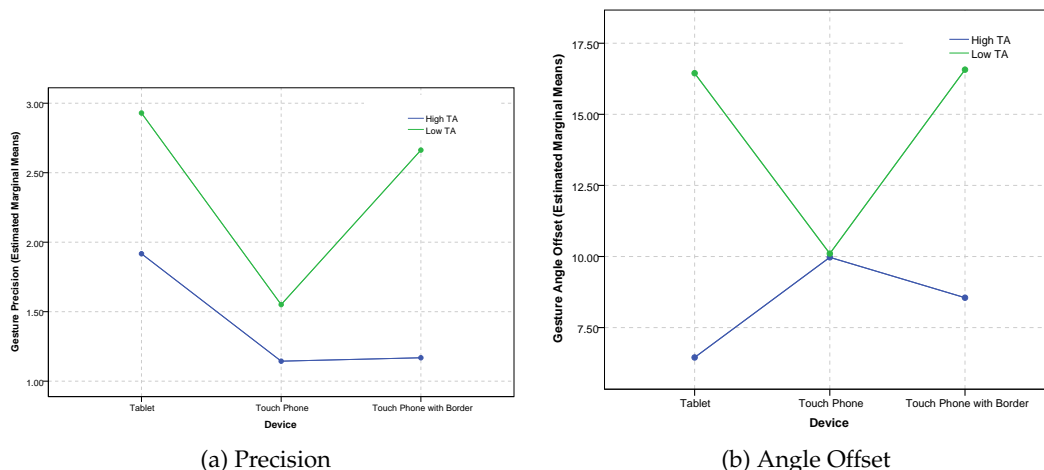 High TA
Low TA
Gesture Precision (Estimated Marginal Means)
3.00
2.50
2.00
1.50
1.00
Tablet
Touch Phone
Touch Phone with Border
Device
(a) Precision
High TA
Low TA
Gesture Angle Offset (Estimated Marginal Means)
17.50
15.00
12.50
10.00
7.50
Tablet
Touch Phone
Touch Phone with Border
Device
(b) Angle Offset